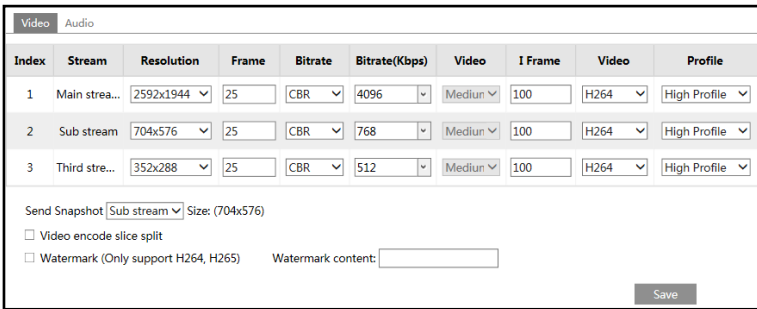 Video Audio
Index Stream Resolution Frame Bitrate Bitrate(Kbps) Video I Frame Video Profile
1 Main strea... 2592x1944 25 CBR 4096 Mediun 100 H264 High Profile
2 Sub stream 704x576 25 CBR 768 Mediun 100 H264 High Profile
3 Third stre... 352x288 25 CBR 512 Mediun 100 H264 High Profile
Send Snapshot Sub stream Size: (704x576)
Video encode slice split
Watermark (Only support H264, H265) Watermark content:
Save